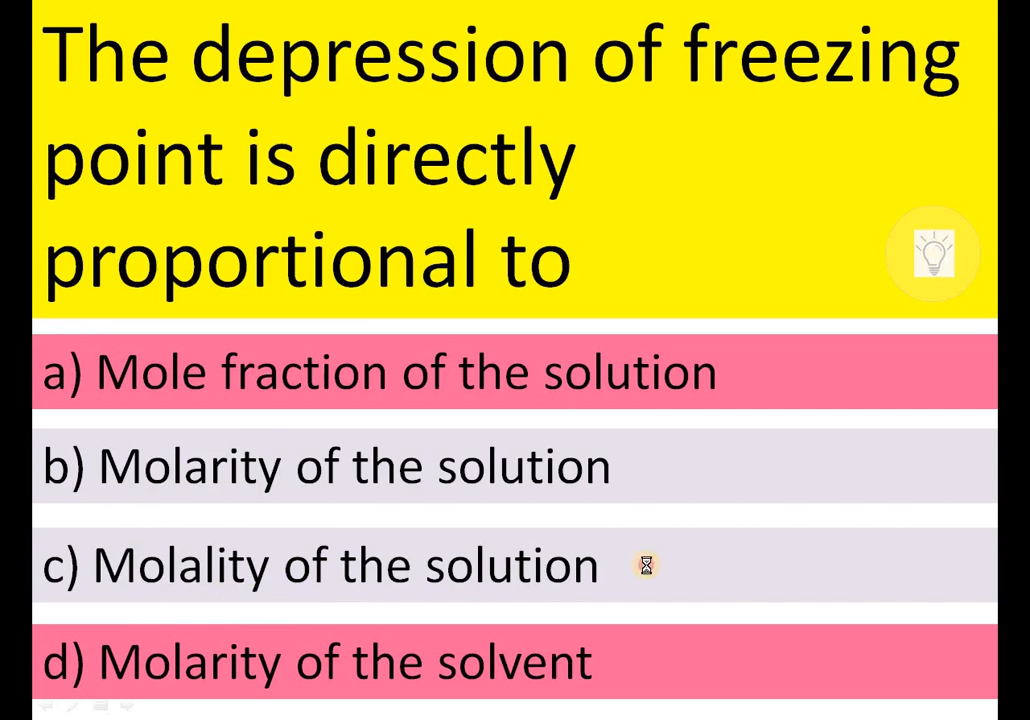 The depression of freezing
point is directly
proportional to
a) Mole fraction of the solution
b) Molarity of the solution
c) Molality of the solution
d) Molarity of the solvent